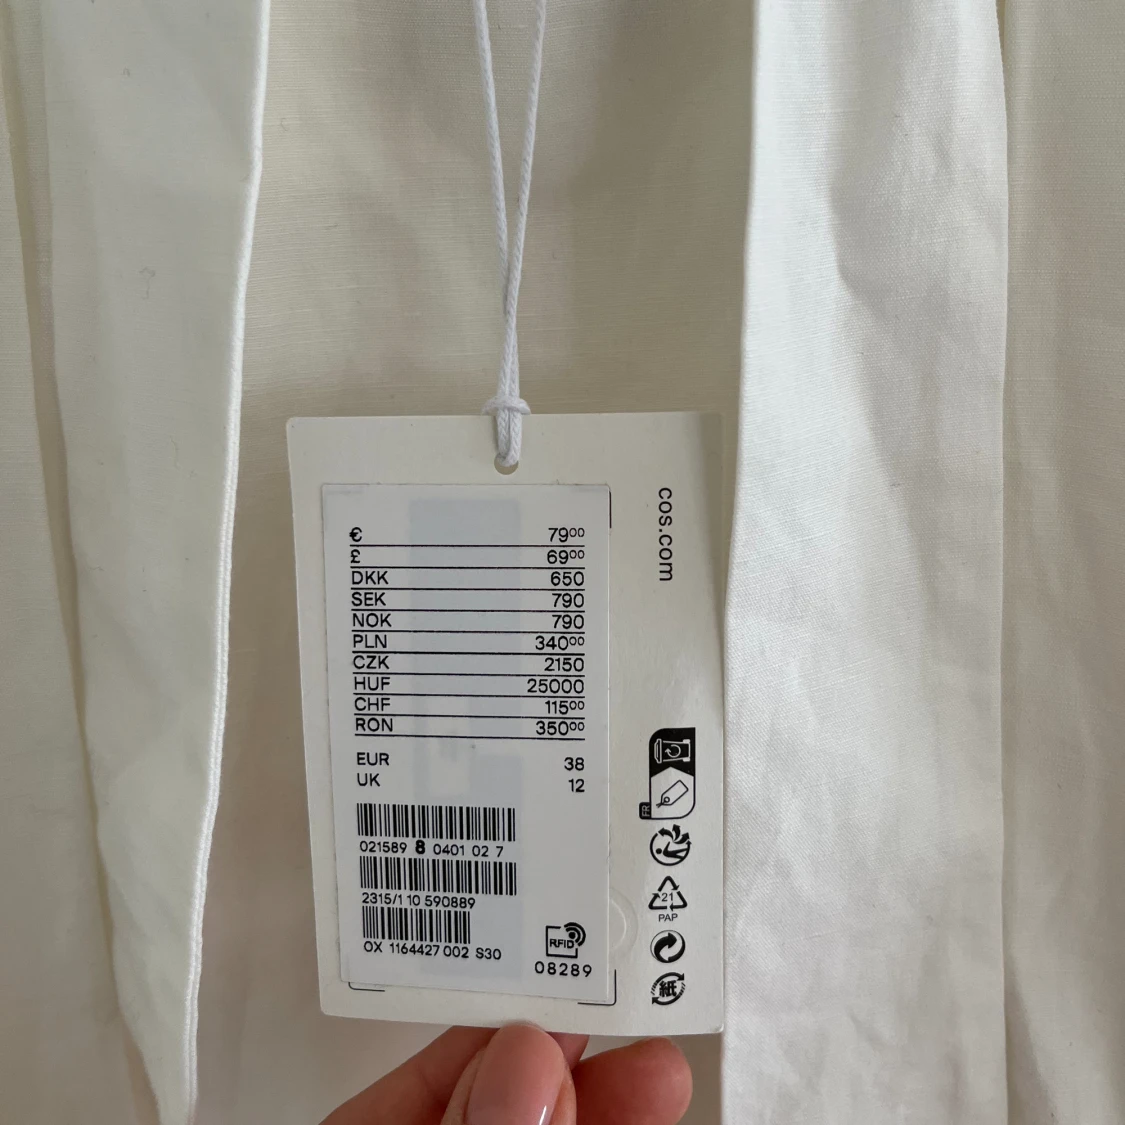 € 79⁰⁰
£ 69⁰⁰
DKK 650
SEK 790
NOK 790
PLN 340⁰⁰
CZK 2150
HUF 25000
CHF 115⁰⁰
RON 350⁰⁰
EUR 38
UK 12
021589 8 0401 02 7
2315/1 10 590889
OX 1164427 002 S30
RFID
08289
cos.com
FR
21
PAP
紙